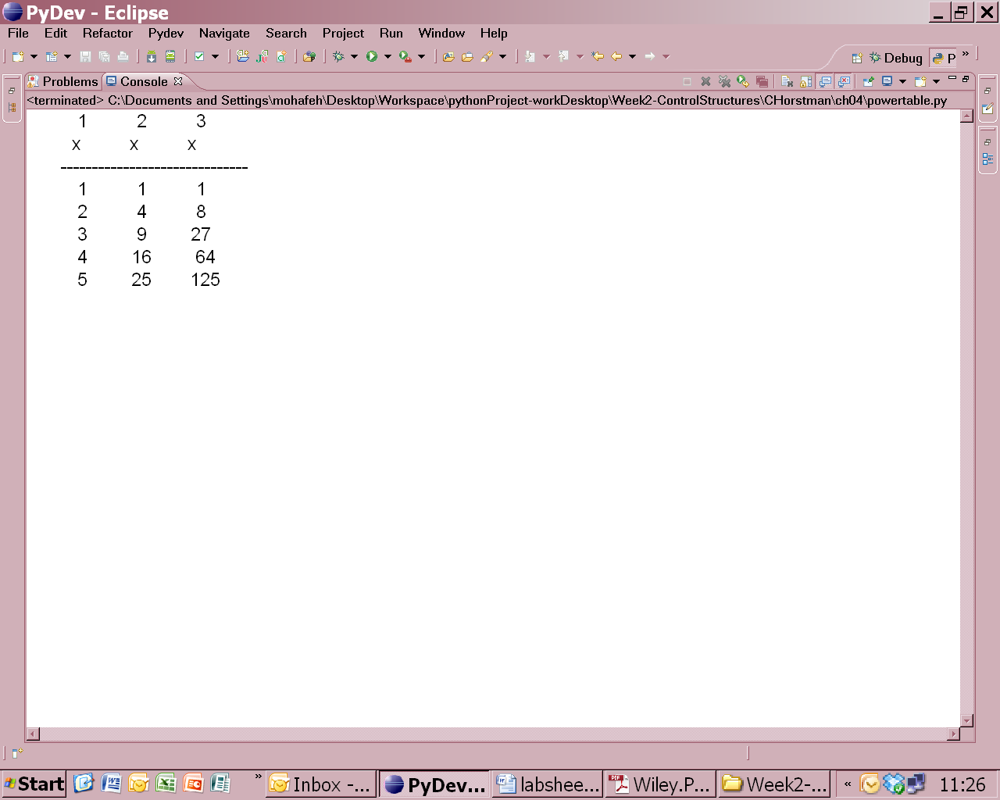 PyDev - Eclipse
File Edit Refactor Pydev Navigate Search Project Run Window Help
Debug P »
Problems Console
<terminated> C:\Documents and Settings\mohafeh\Desktop\Workspace\pythonProject-workDesktop\Week2-ControlStructures\CHorstman\ch04\powertable.py
1 2 3
x x x
------------------------------
1 1 1
2 4 8
3 9 27
4 16 64
5 25 125
Start » Inbox -... PyDev... labshee... Wiley.P... Week2-... « 11:26